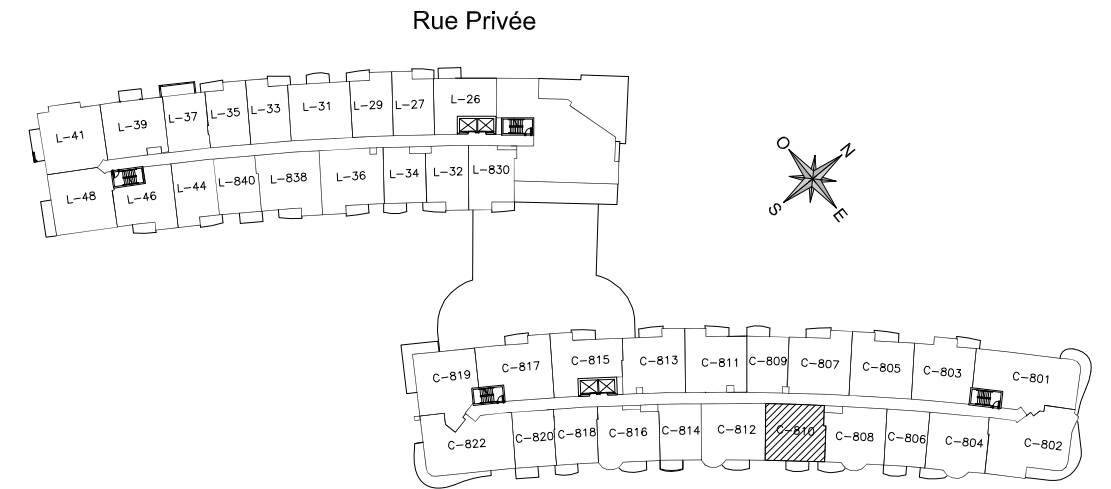 Rue Privée
L-41
L-39
L-37
L-35
L-33
L-31
L-29
L-27
L-26
L-48
L-46
L-44
L-840
L-838
L-36
L-34
L-32
L-830
O
N
S
E
C-819
C-817
C-815
C-813
C-811
C-809
C-807
C-805
C-803
C-801
C-822
C-820
C-818
C-816
C-814
C-812
C-810
C-808
C-806
C-804
C-802